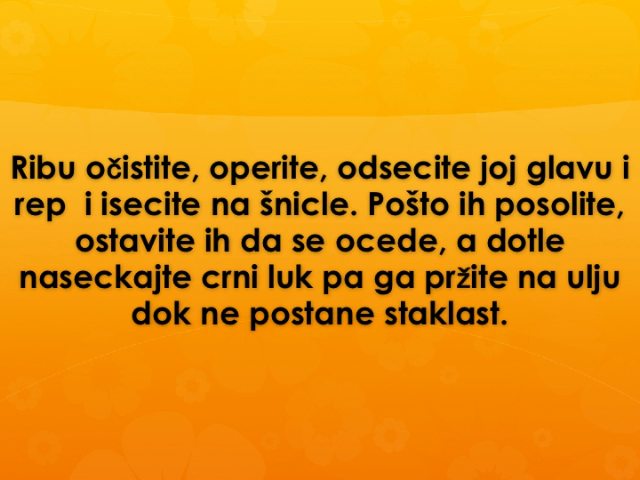 Ribu očistite, operite, odsecite joj glavu i
rep  i isecite na šnicle. Pošto ih posolite,
ostavite ih da se ocede, a dotle
naseckajte crni luk pa ga pržite na ulju
dok ne postane staklast.